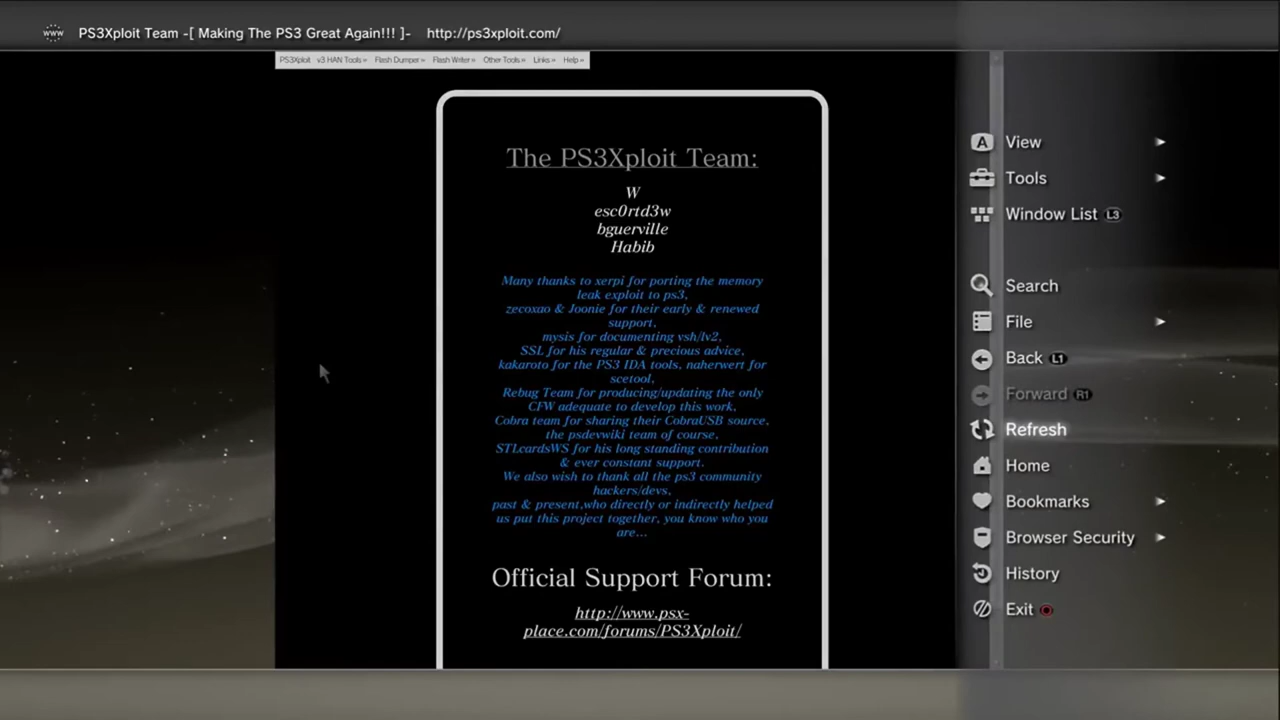 PS3Xploit Team -[ Making The PS3 Great Again!!! ]- http://ps3xploit.com/
PS3Xploit v3 HAN Tools » Flash Dumper » Flash Writer » Other Tools » Links » Help »
The PS3Xploit Team:
W
esc0rtd3w
bguerville
Habib
Many thanks to xerpi for porting the memory
leak exploit to ps3,
zecoxao & Joonie for their early & renewed
support,
mysis for documenting vsh/lv2,
SSL for his regular & precious advice,
kakaroto for the PS3 IDA tools, naherwert for
scetool,
Rebug Team for producing/updating the only
CFW adequate to develop this work,
Cobra team for sharing their CobraUSB source,
the psdevwiki team of course,
STLcardsWS for his long standing contribution
& ever constant support.
We also wish to thank all the ps3 community
hackers/devs,
past & present,who directly or indirectly helped
us put this project together, you know who you
are...
Official Support Forum:
http://www.psx-
place.com/forums/PS3Xploit/
A View
Tools
Window List L3
Search
File
Back L1
Forward R1
Refresh
Home
Bookmarks
Browser Security
History
Exit